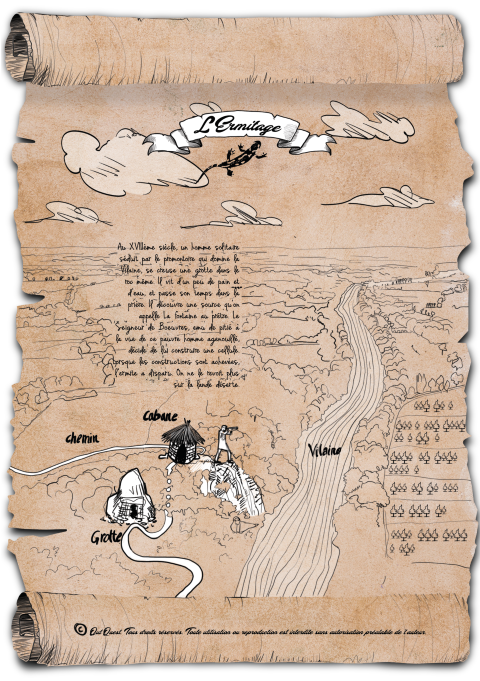 L'Ermitage
Au XVIIIème siècle, un homme solitaire
séduit par le promontoire qui domine la
Vilaine, se creuse une grotte dans le
roc même. Il vit d'un peu de pain et
d'eau, et passe son temps dans la
prière. Il découvre une source qu'on
appelle la fontaine au prêtre. Le
Seigneur de Boeuvres, ému de pitié à
la vue de ce pauvre homme agenouillé,
décide de lui construire une cellule.
Lorsque les constructions sont achevées,
l'ermite a disparu. On ne le revoit plus
sur la lande déserte.
Cabane
chemin
Vilaine
Grotte
© Out Quest. Tous droits réservés. Toute utilisation ou reproduction est interdite sans autorisation préalable de l'auteur.